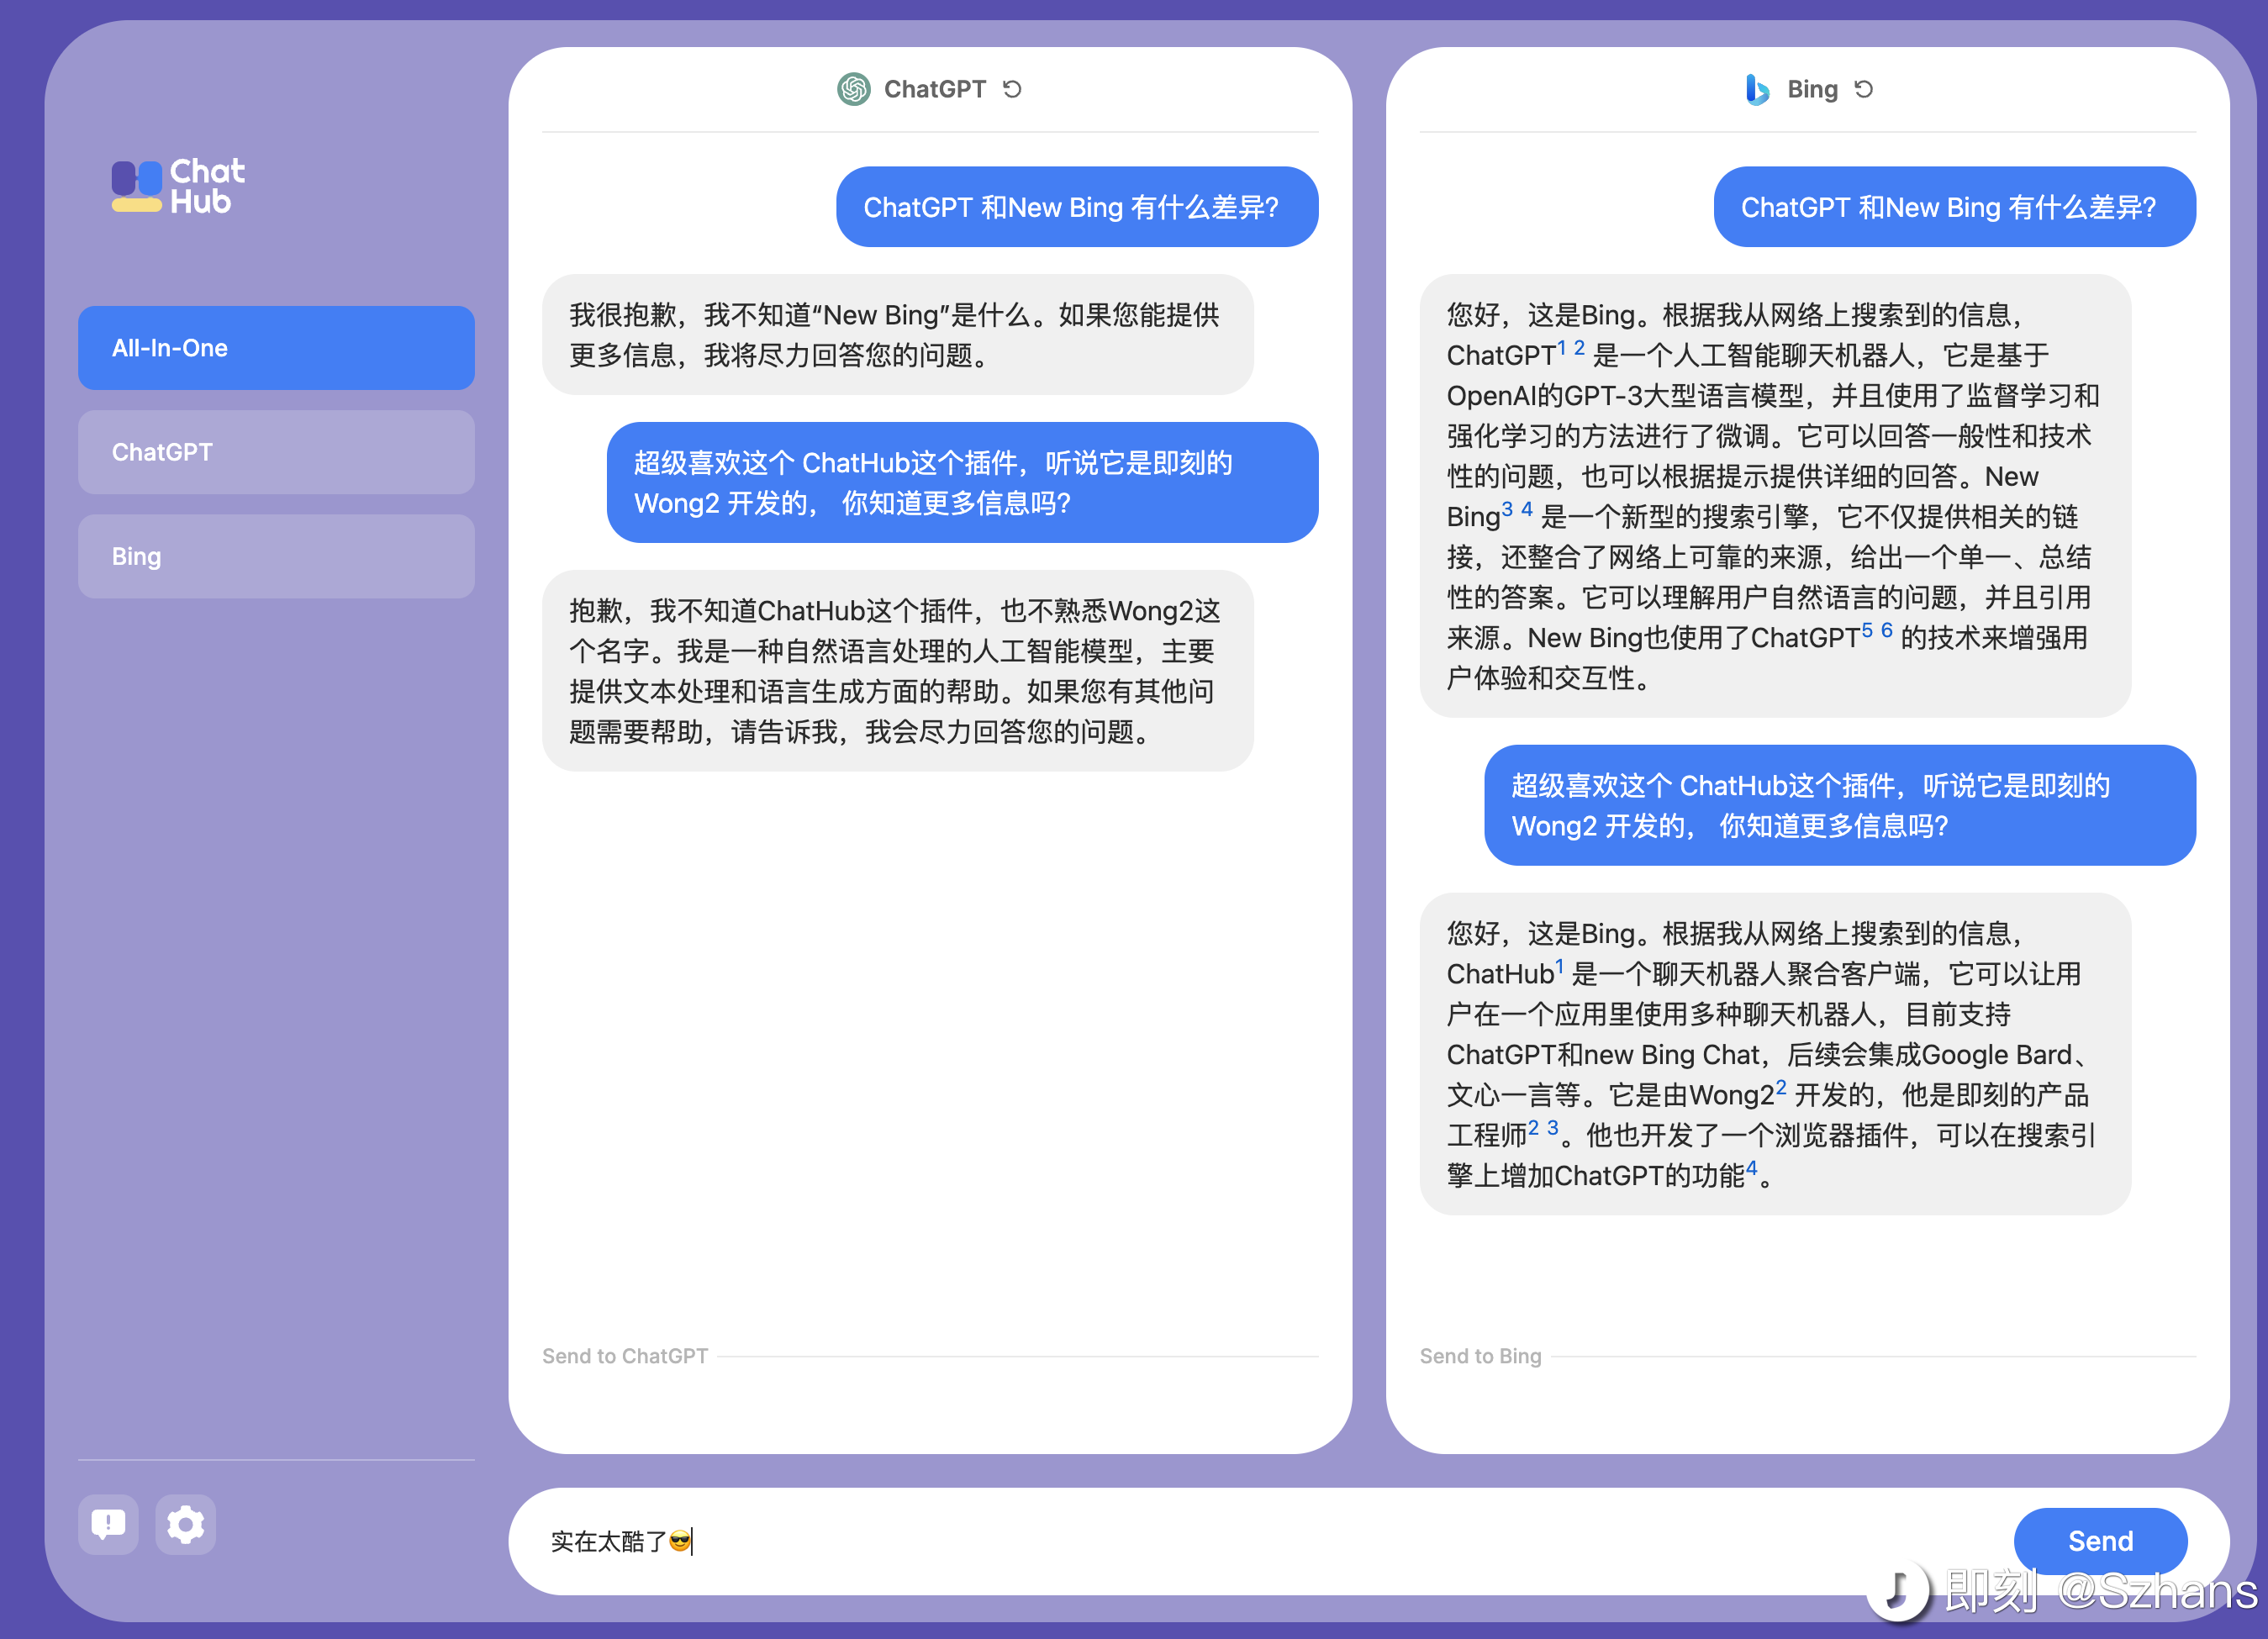 Chat
Hub
All-In-One
ChatGPT
Bing
ChatGPT
ChatGPT 和New Bing 有什么差异?
我很抱歉，我不知道“New Bing”是什么。如果您能提供
更多信息，我将尽力回答您的问题。
超级喜欢这个 ChatHub这个插件，听说它是即刻的
Wong2 开发的， 你知道更多信息吗?
抱歉，我不知道ChatHub这个插件，也不熟悉Wong2这
个名字。我是一种自然语言处理的人工智能模型，主要
提供文本处理和语言生成方面的帮助。如果您有其他问
题需要帮助，请告诉我，我会尽力回答您的问题。
Send to ChatGPT
Bing
ChatGPT 和New Bing 有什么差异?
您好，这是Bing。根据我从网络上搜索到的信息，
ChatGPT1 2 是一个人工智能聊天机器人，它是基于
OpenAI的GPT-3大型语言模型，并且使用了监督学习和
强化学习的方法进行了微调。它可以回答一般性和技术
性的问题，也可以根据提示提供详细的回答。New
Bing3 4 是一个新型的搜索引擎，它不仅提供相关的链
接，还整合了网络上可靠的来源，给出一个单一、总结
性的答案。它可以理解用户自然语言的问题，并且引用
来源。New Bing也使用了ChatGPT5 6 的技术来增强用
户体验和交互性。
超级喜欢这个 ChatHub这个插件，听说它是即刻的
Wong2 开发的， 你知道更多信息吗?
您好，这是Bing。根据我从网络上搜索到的信息，
ChatHub1 是一个聊天机器人聚合客户端，它可以让用
户在一个应用里使用多种聊天机器人，目前支持
ChatGPT和new Bing Chat，后续会集成Google Bard、
文心一言等。它是由Wong22 开发的，他是即刻的产品
工程师2 3。他也开发了一个浏览器插件，可以在搜索引
擎上增加ChatGPT的功能4。
Send to Bing
实在太酷了😎
Send
即刻 @Szhans